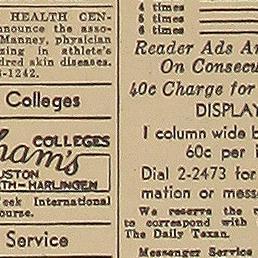 HEALTH CEN-
announce the asso-
Manney, physician
izing in athlete's
dred skin diseases.
6-1242.
Colleges
COLLEGES
ham's
USTON
TH—HARLINGEN
eek International
ourse.
Service
4 times
5 times
6 times
Reader Ads Ar
On Consecu
40c Charge for
DISPLAY
1 column wide b
60c per i
Dial 2-2473 for
mation or mess
We reserve the r
to correspond with
The Daily Texan.
Messenger Service